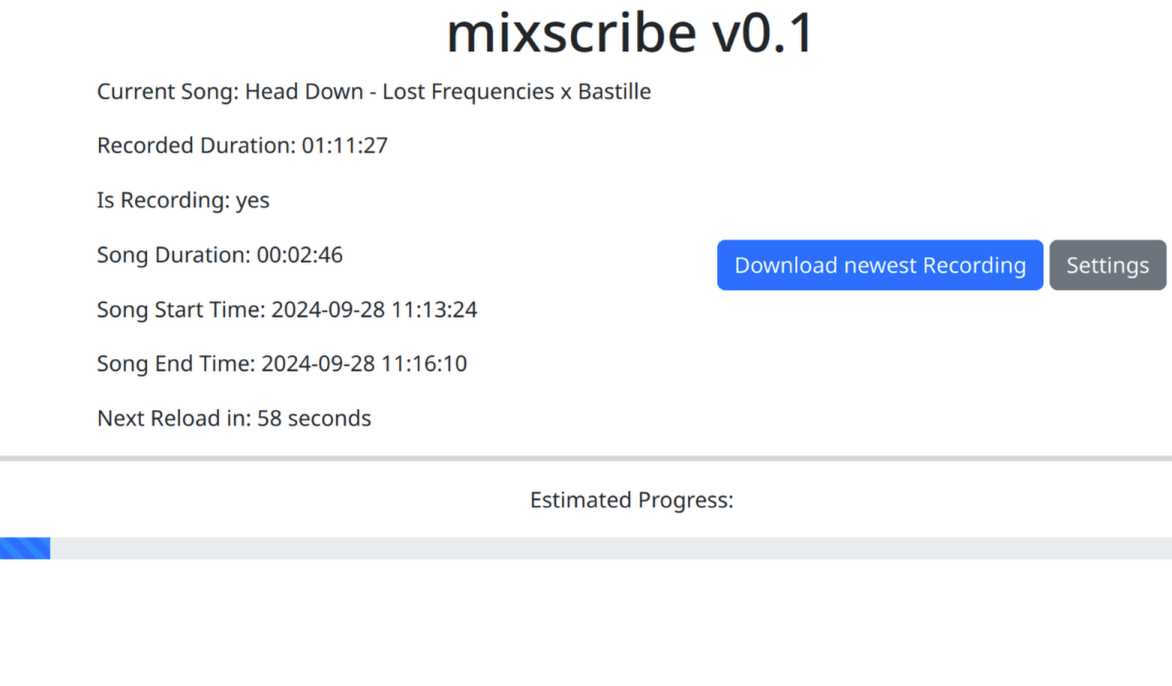 mixscribe v0.1
Current Song: Head Down - Lost Frequencies x Bastille
Recorded Duration: 01:11:27
Is Recording: yes
Song Duration: 00:02:46
Download newest Recording
Settings
Song Start Time: 2024-09-28 11:13:24
Song End Time: 2024-09-28 11:16:10
Next Reload in: 58 seconds
Estimated Progress: